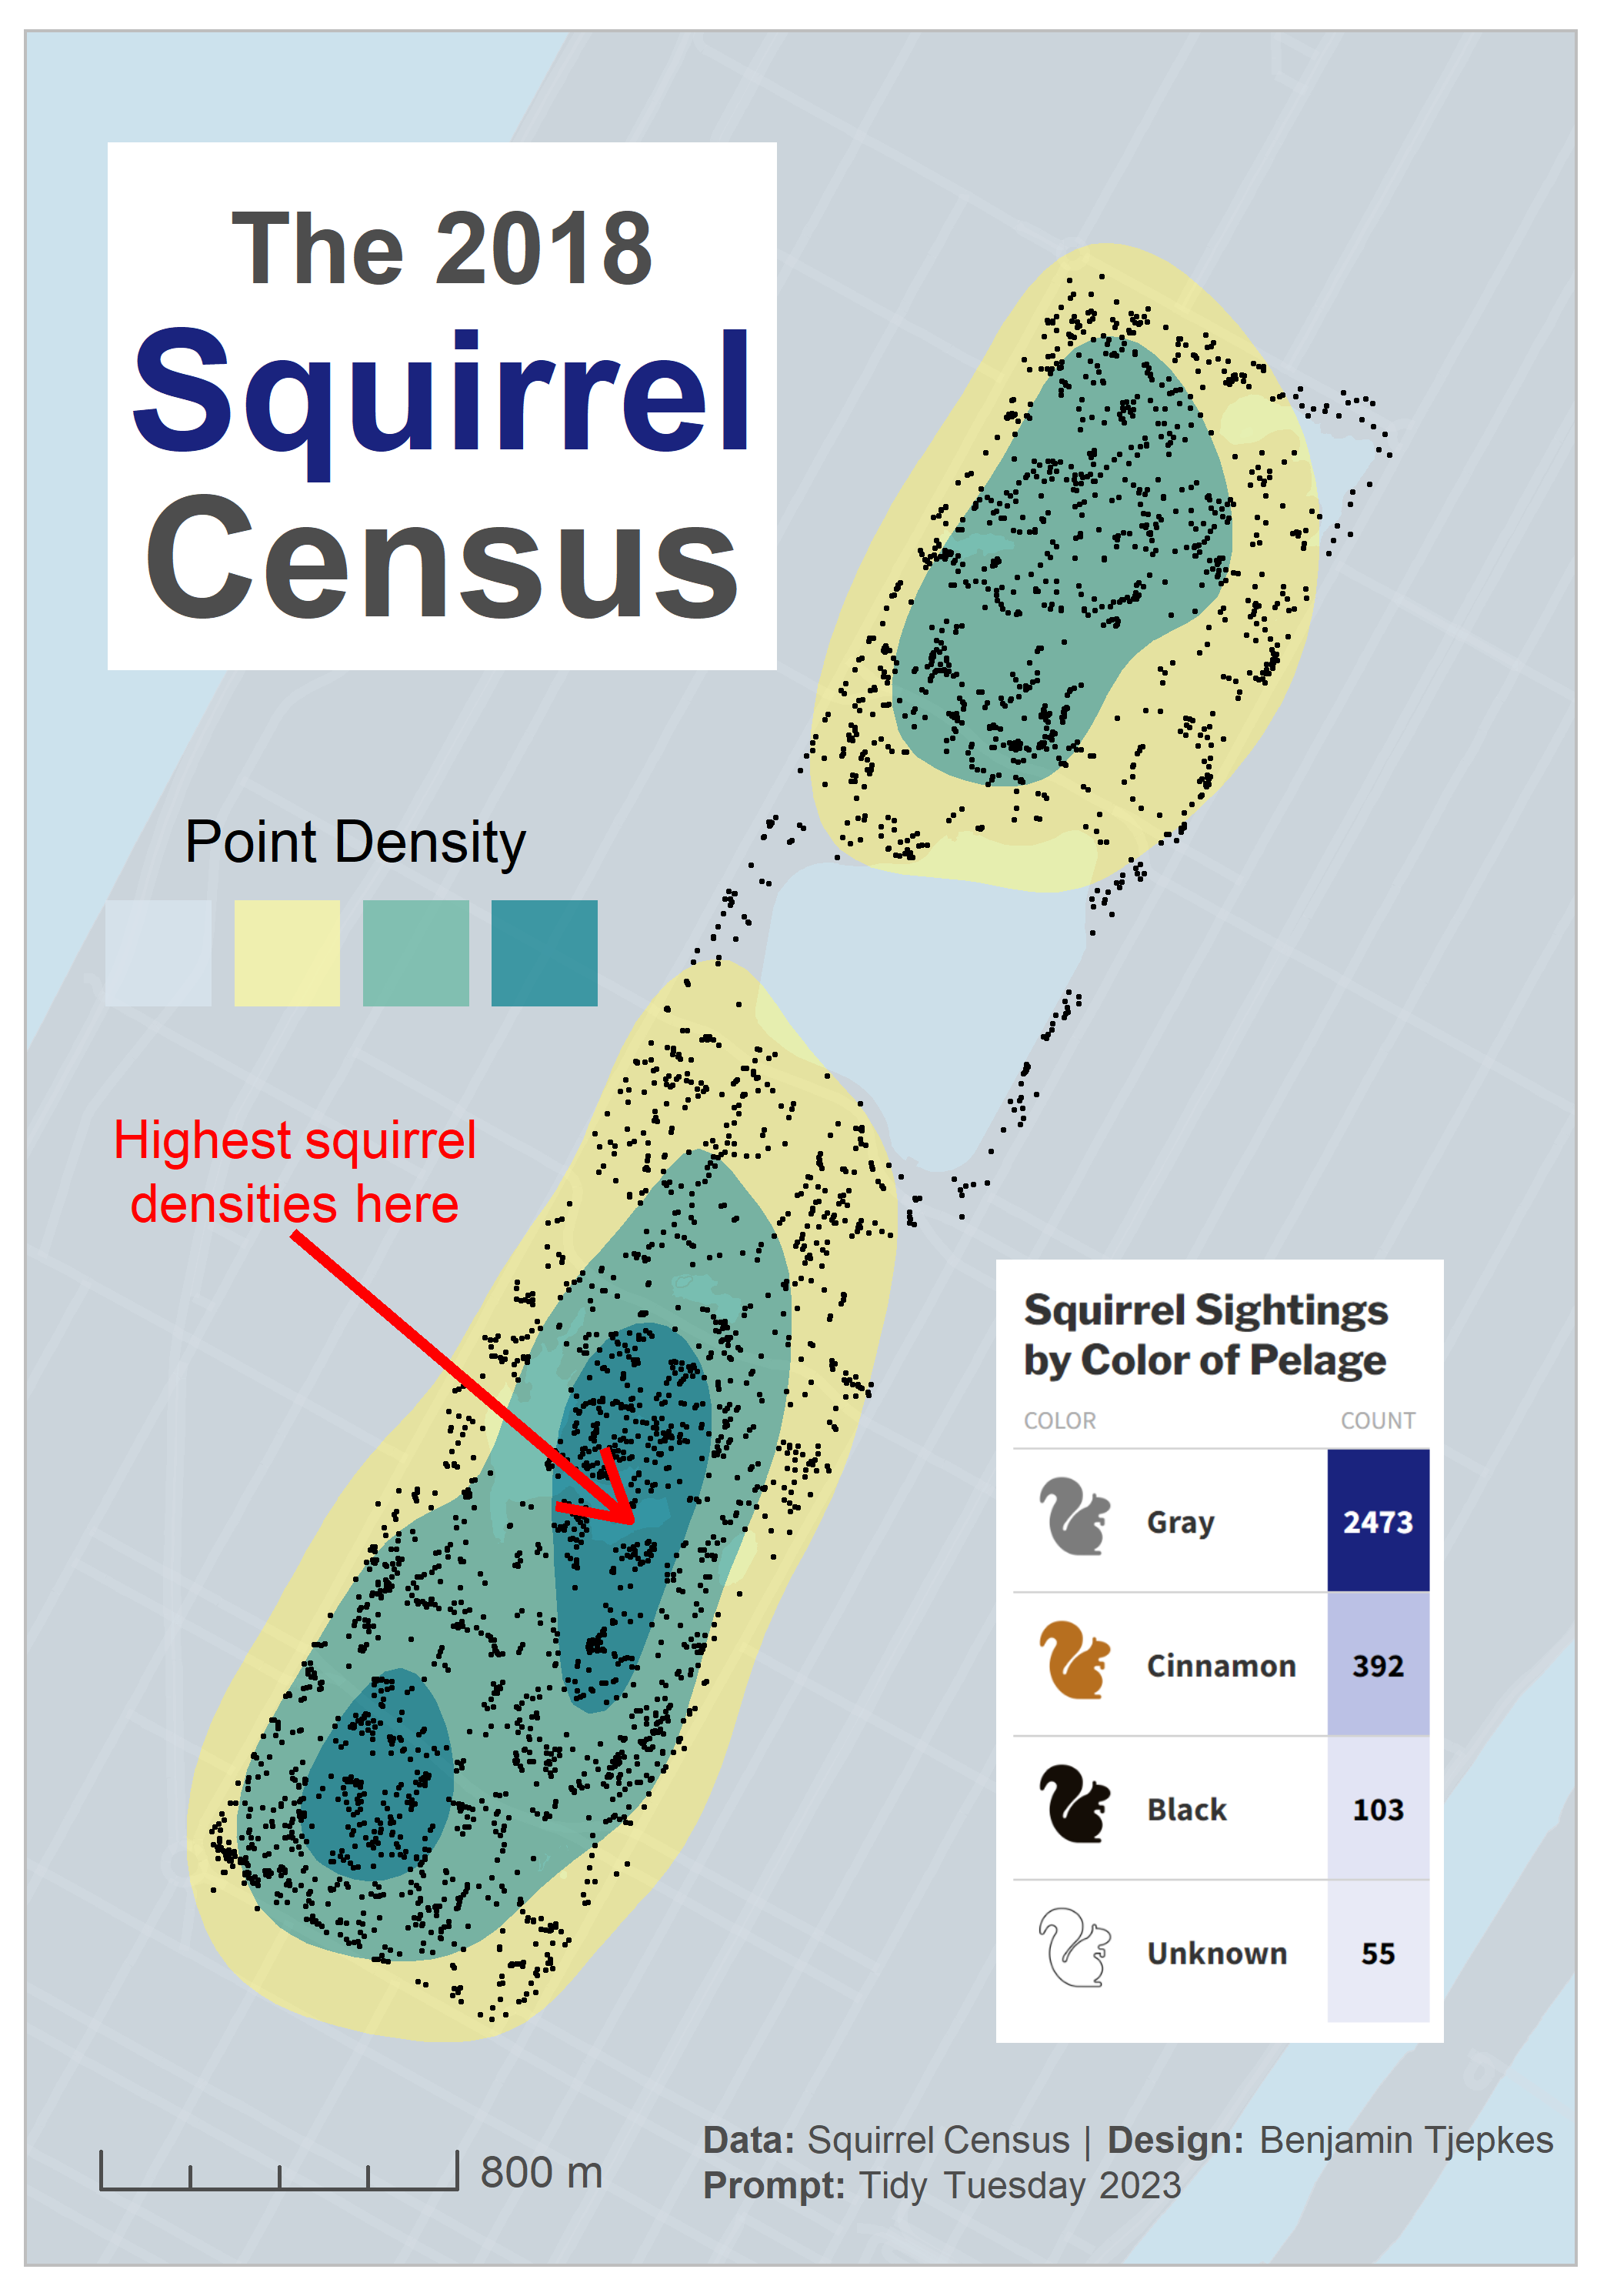 The 2018
Squirrel
Census
Point Density
Highest squirrel
densities here
Squirrel Sightings
by Color of Pelage
COLOR COUNT
Gray 2473
Cinnamon 392
Black 103
Unknown 55
800 m
Data: Squirrel Census | Design: Benjamin Tjepkes
Prompt: Tidy Tuesday 2023